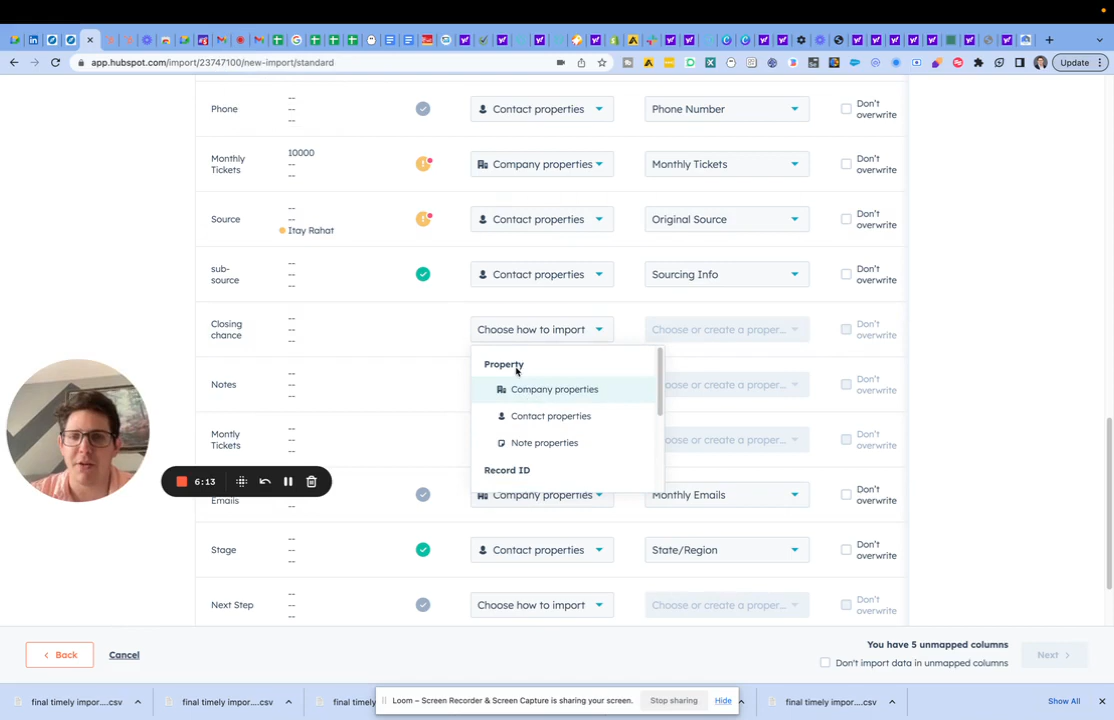 app.hubspot.com/import/23747100/new-import/standard
Update
Phone
--
--
--
Contact properties
Phone Number
Don't
overwrite
Monthly
Tickets
10000
--
--
Company properties
Monthly Tickets
Don't
overwrite
Source
--
--
Itay Rahat
Contact properties
Original Source
Don't
overwrite
sub-
source
--
--
--
Contact properties
Sourcing Info
Don't
overwrite
Closing
chance
--
--
--
Choose how to import
Choose or create a proper...
Don't
overwrite
Property
Company properties
Contact properties
Note properties
Record ID
Notes
--
--
--
a proper...
Don't
overwrite
Montly
Tickets
--
--
--
a proper...
Don't
overwrite
6:13
Emails
--
--
Company properties
Monthly Emails
Don't
overwrite
Stage
--
--
--
Contact properties
State/Region
Don't
overwrite
Next Step
--
--
--
Choose how to import
Choose or create a proper...
Don't
overwrite
Back
Cancel
You have 5 unmapped columns
Don't import data in unmapped columns
Next
final timely impor....csv
final timely impor....csv
final timely
Loom – Screen Recorder & Screen Capture is sharing your screen.
Stop sharing
Hide
final timely impor....csv
Show All